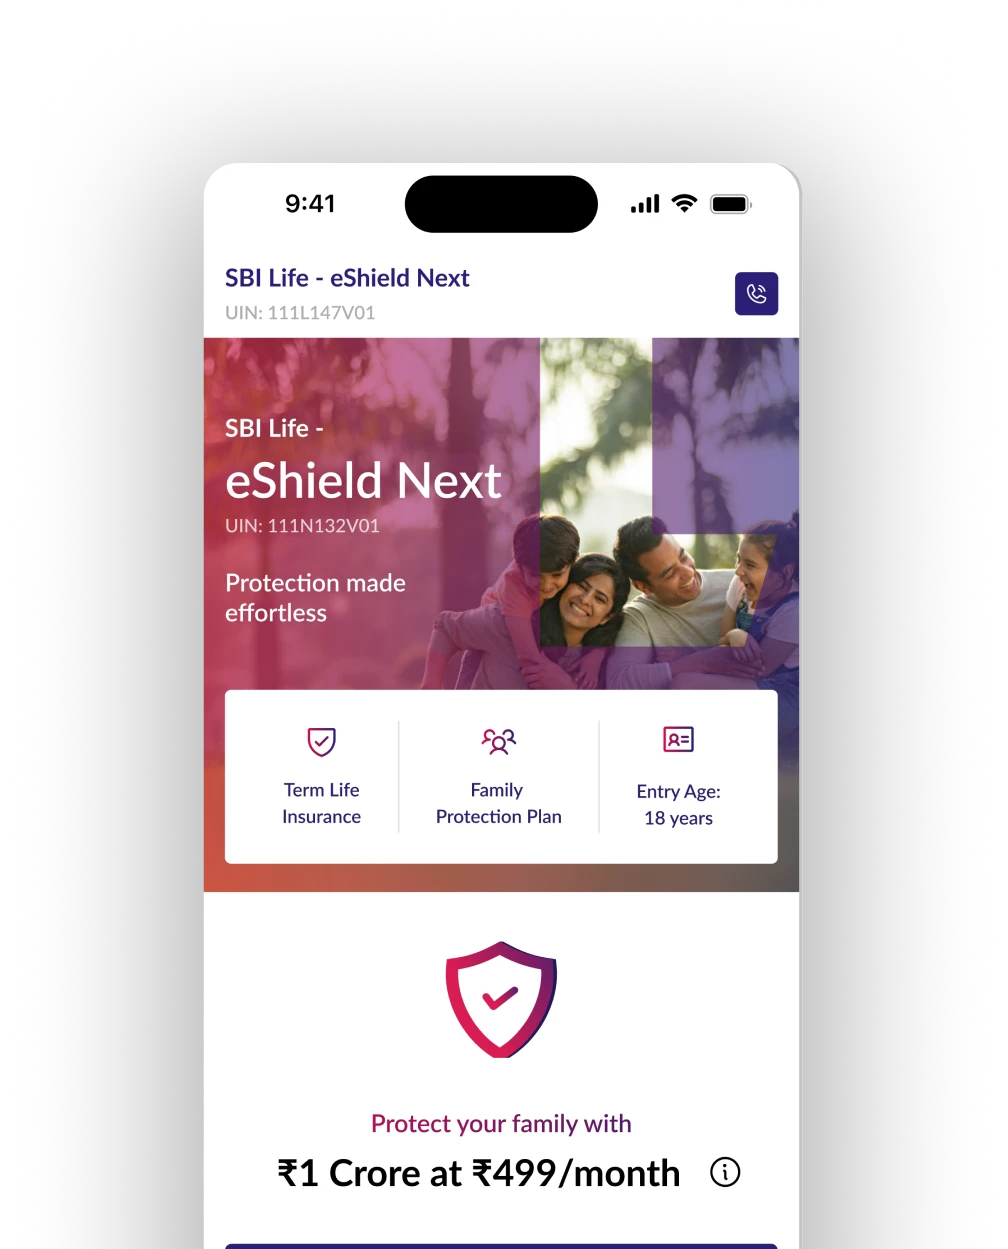 9:41
SBI Life - eShield Next
UIN: 111L147V01
SBI Life -
eShield Next
UIN: 111N132V01
Protection made
effortless
Term Life
Insurance
Family
Protection Plan
Entry Age:
18 years
Protect your family with
₹1 Crore at ₹499/month